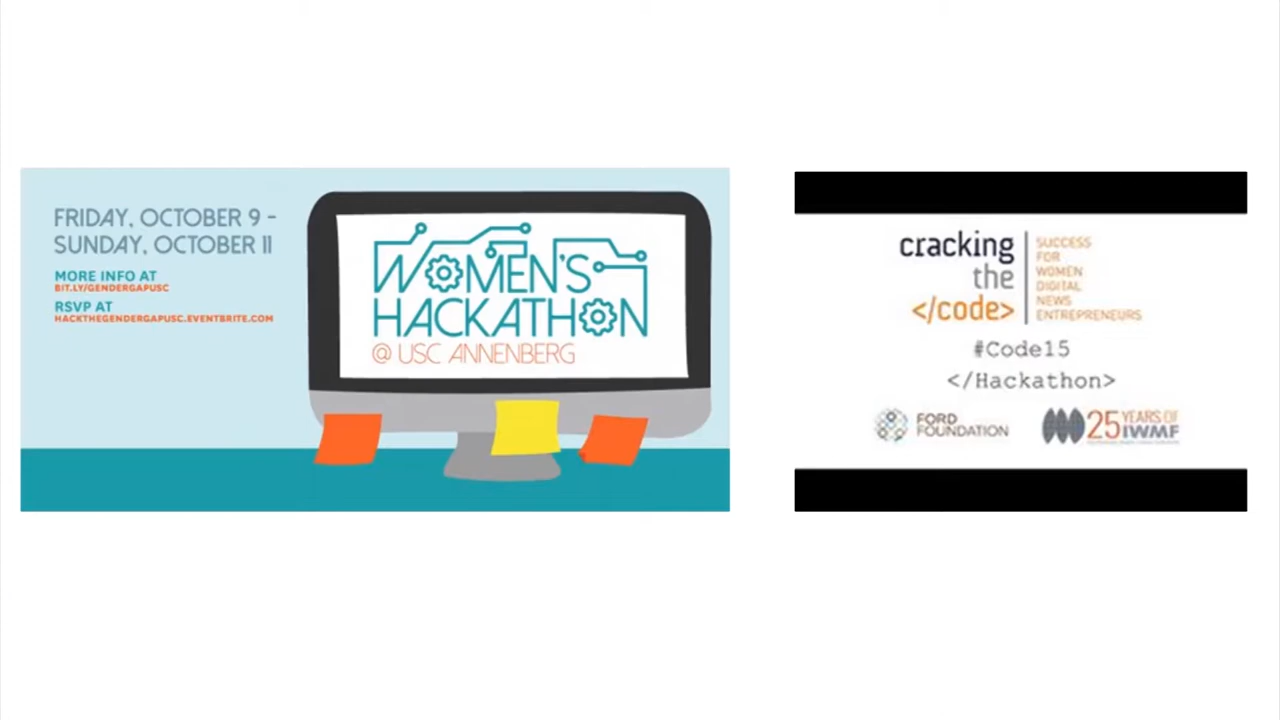 FRIDAY, OCTOBER 9 -
SUNDAY, OCTOBER 11
MORE INFO AT
BIT.LY/GENDERGAPUSC
RSVP AT
HACKTHEGENDERGAPUSC.EVENTBRITE.COM
WOMEN'S
HACKATHON
@ USC ANNENBERG
cracking
the
</code>
SUCCESS
FOR
WOMEN
DIGITAL
NEWS
ENTREPRENEURS
#Code15
</Hackathon>
FORD
FOUNDATION
25 YEARS OF
IWMF